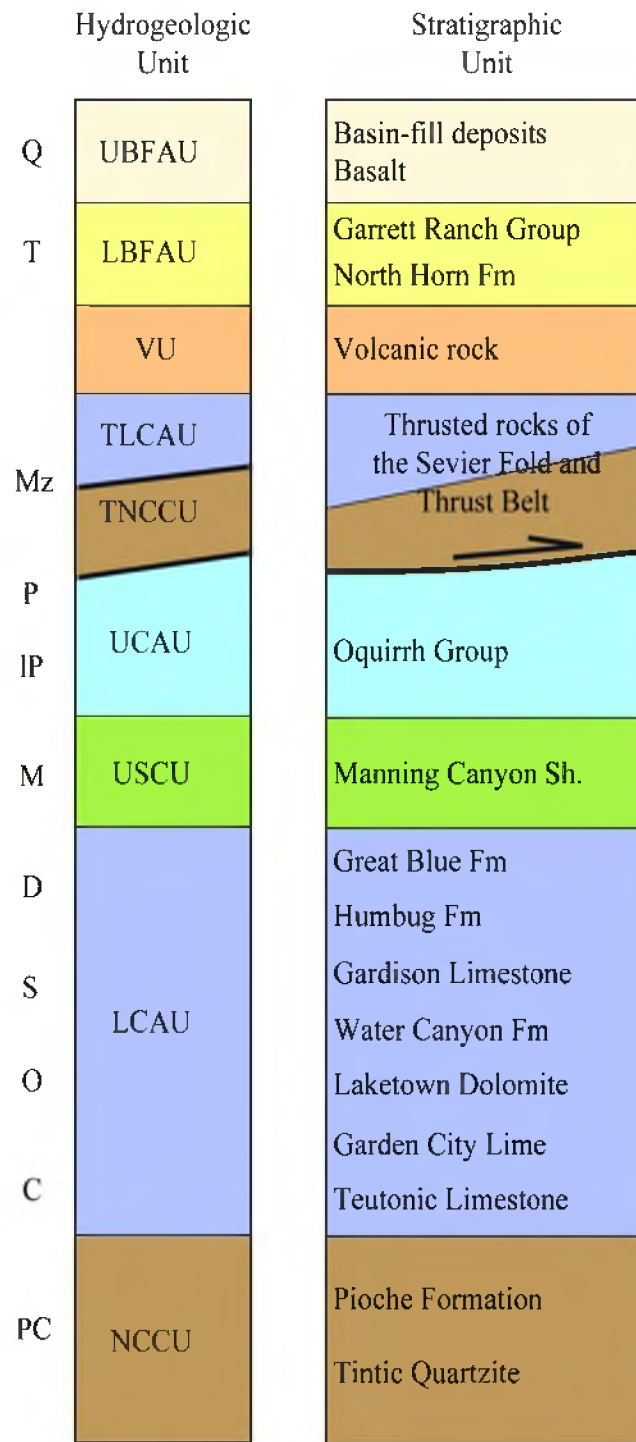 Hydrogeologic Unit
Stratigraphic Unit
Q
UBFAU
Basin-fill deposits
Basalt
T
LBFAU
Garrett Ranch Group
North Horn Fm
VU
Volcanic rock
Mz
TLCAU
TNCCU
Thrusted rocks of
the Sevier Fold and
Thrust Belt
P
IP
UCAU
Oquirrh Group
M
USCU
Manning Canyon Sh.
D
S
O
C
LCAU
Great Blue Fm
Humbug Fm
Gardison Limestone
Water Canyon Fm
Laketown Dolomite
Garden City Lime
Teutonic Limestone
PC
NCCU
Pioche Formation
Tintic Quartzite